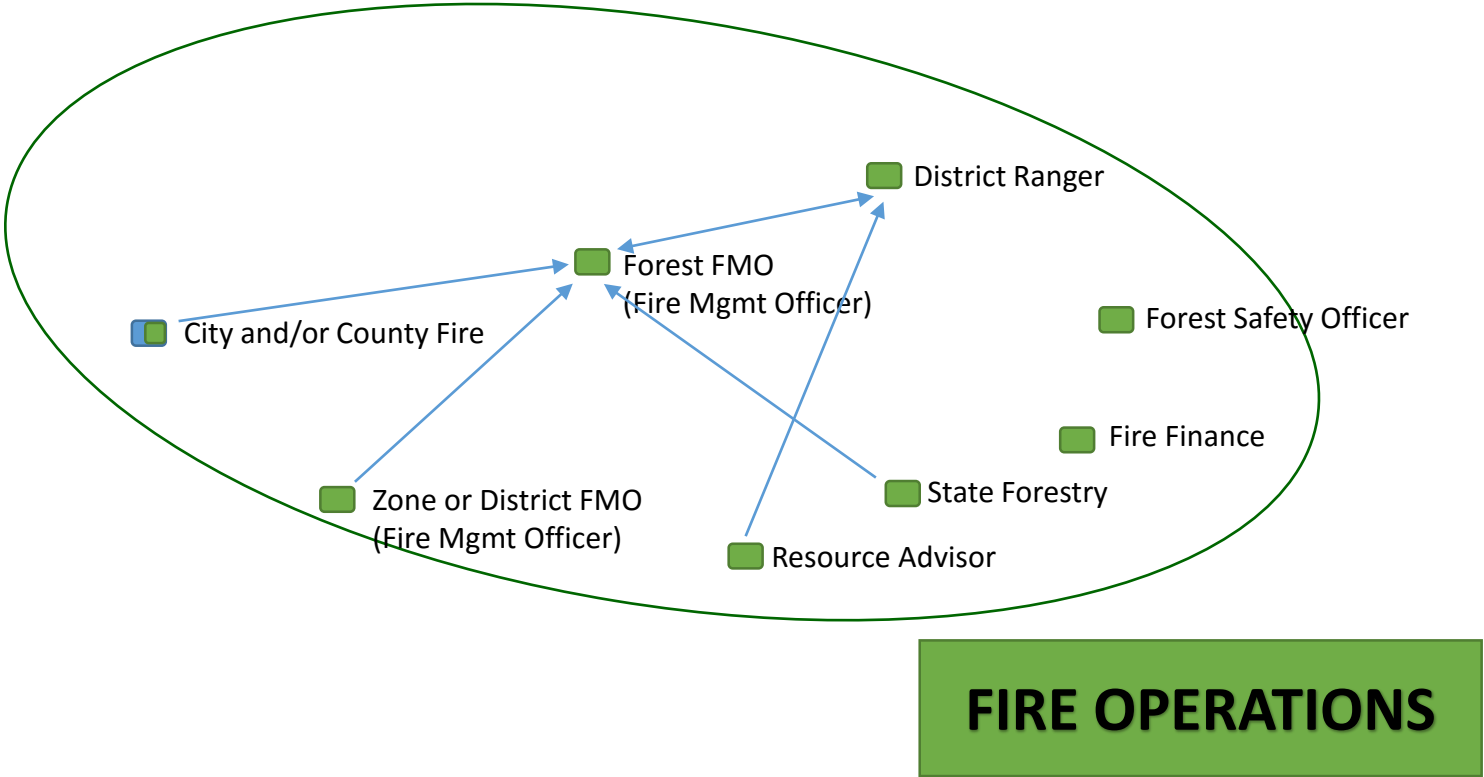 District Ranger
Forest FMO
(Fire Mgmt Officer)
Forest Safety Officer
City and/or County Fire
Fire Finance
State Forestry
Zone or District FMO
(Fire Mgmt Officer)
Resource Advisor
FIRE OPERATIONS